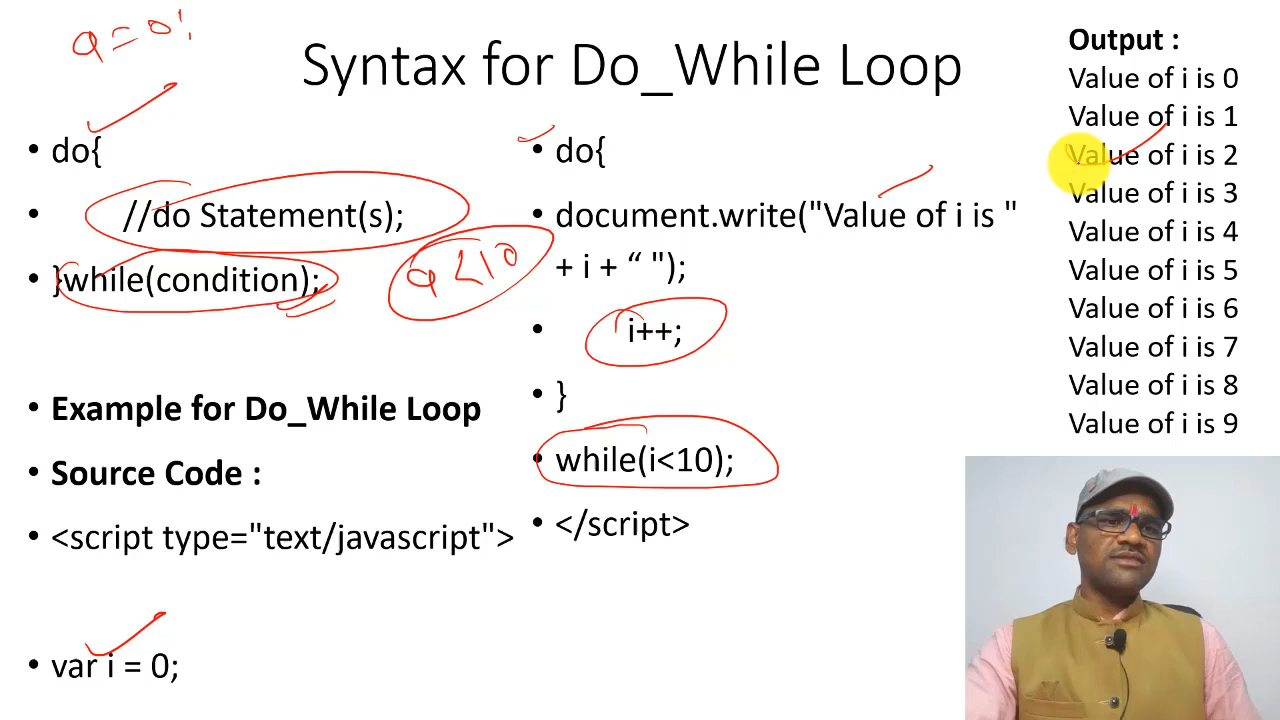 a = 0;
Syntax for Do_While Loop
• do{
• //do Statement(s);
• }while(condition);
a < 10
• Example for Do_While Loop
• Source Code :
• <script type="text/javascript">
• var i = 0;
• do{
• document.write("Value of i is "
+ i + “ ");
• i++;
• }
• while(i<10);
• </script>
Output :
Value of i is 0
Value of i is 1
Value of i is 2
Value of i is 3
Value of i is 4
Value of i is 5
Value of i is 6
Value of i is 7
Value of i is 8
Value of i is 9